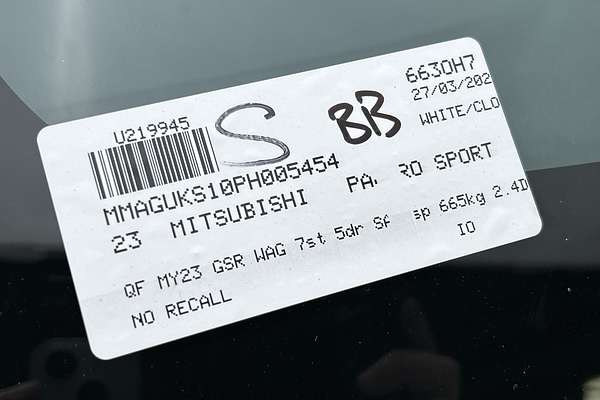 U219945
S
BB
6630H7
27/03/202
WHITE/CLO
MMAGUKS10PH005454
23 MITSUBISHI PA RO SPORT
QF MY23 GSR WAG 7st 5dr SA sp 665kg 2.4D
NO RECALL
IO